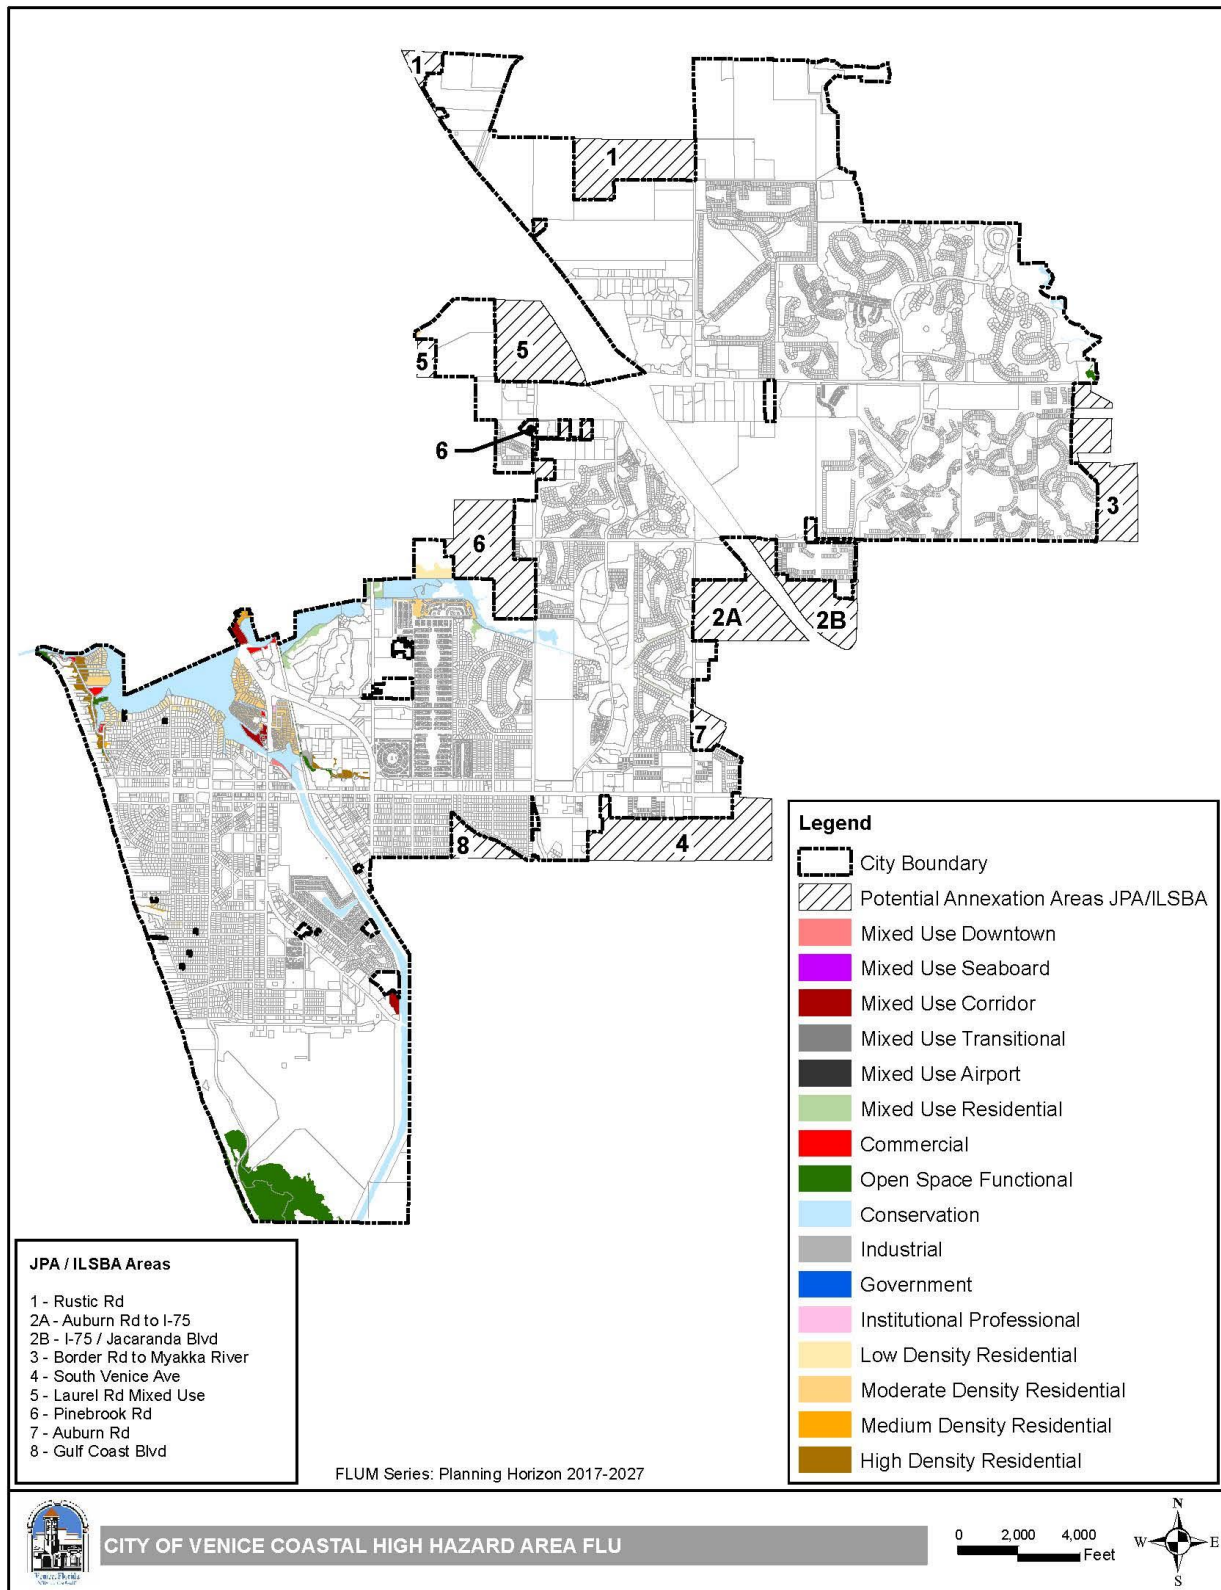 1
1
5
5
6
6
3
2A
2B
7
8
4
Legend
City Boundary
Potential Annexation Areas JPA/ILSBA
Mixed Use Downtown
Mixed Use Seaboard
Mixed Use Corridor
Mixed Use Transitional
Mixed Use Airport
Mixed Use Residential
Commercial
Open Space Functional
Conservation
Industrial
Government
Institutional Professional
Low Density Residential
Moderate Density Residential
Medium Density Residential
High Density Residential
JPA / ILSBA Areas
1 - Rustic Rd
2A - Auburn Rd to I-75
2B - I-75 / Jacaranda Blvd
3 - Border Rd to Myakka River
4 - South Venice Ave
5 - Laurel Rd Mixed Use
6 - Pinebrook Rd
7 - Auburn Rd
8 - Gulf Coast Blvd
FLUM Series: Planning Horizon 2017-2027
Venice, Florida
CITY OF VENICE COASTAL HIGH HAZARD AREA FLU
0 2,000 4,000
Feet
N
W E
S